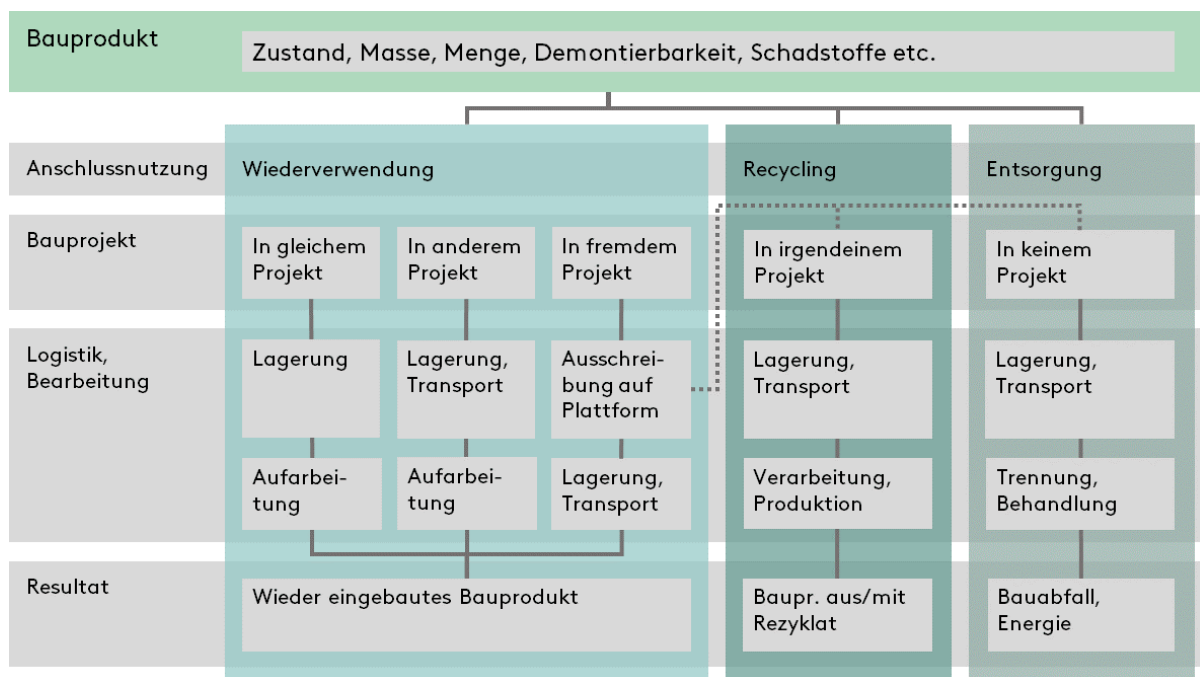 Bauprodukt
Zustand, Masse, Menge, Demontierbarkeit, Schadstoffe etc.
Anschlussnutzung
Wiederverwendung
Recycling
Entsorgung
Bauprojekt
In gleichem
Projekt
In anderem
Projekt
In fremdem
Projekt
In irgendeinem
Projekt
In keinem
Projekt
Logistik,
Bearbeitung
Lagerung
Lagerung,
Transport
Ausschrei-
bung auf
Plattform
Lagerung,
Transport
Lagerung,
Transport
Aufarbei-
tung
Aufarbei-
tung
Lagerung,
Transport
Verarbeitung,
Produktion
Trennung,
Behandlung
Resultat
Wieder eingebautes Bauprodukt
Baupr. aus/mit
Rezyklat
Bauabfall,
Energie